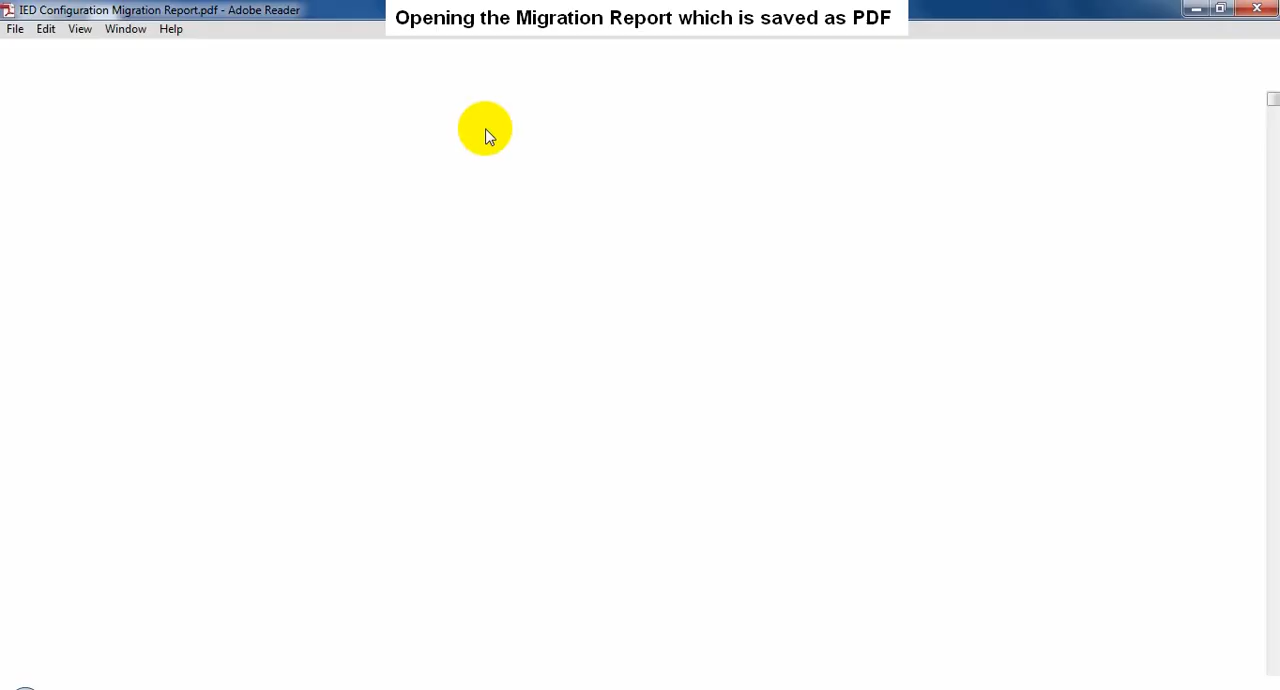 IED Configuration Migration Report.pdf - Adobe Reader
Opening the Migration Report which is saved as PDF
File Edit View Window Help